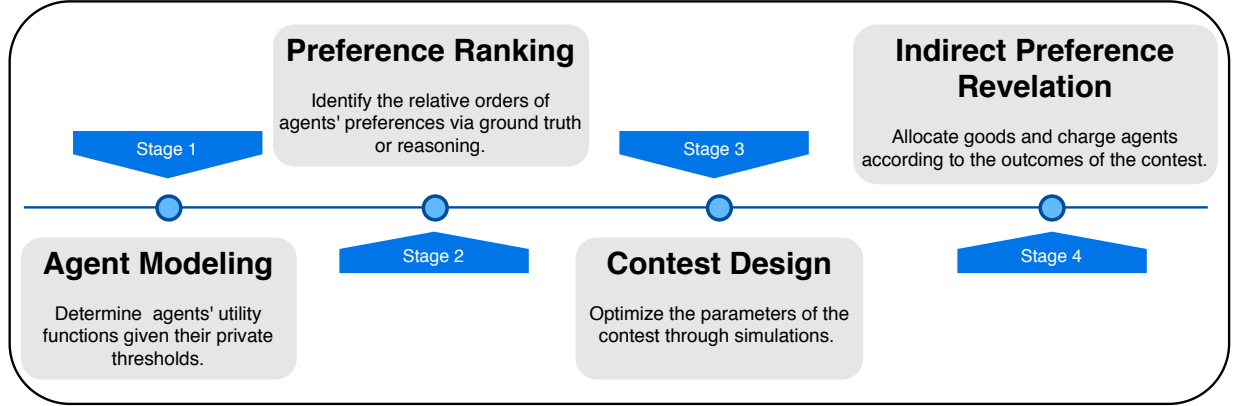 Stage 1
Agent Modeling
Determine  agents' utility
functions given their private
thresholds.
Preference Ranking
Identify the relative orders of
agents' preferences via ground truth
or reasoning.
Stage 2
Stage 3
Contest Design
Optimize the parameters of the
contest through simulations.
Indirect Preference
Revelation
Allocate goods and charge agents
according to the outcomes of the contest.
Stage 4